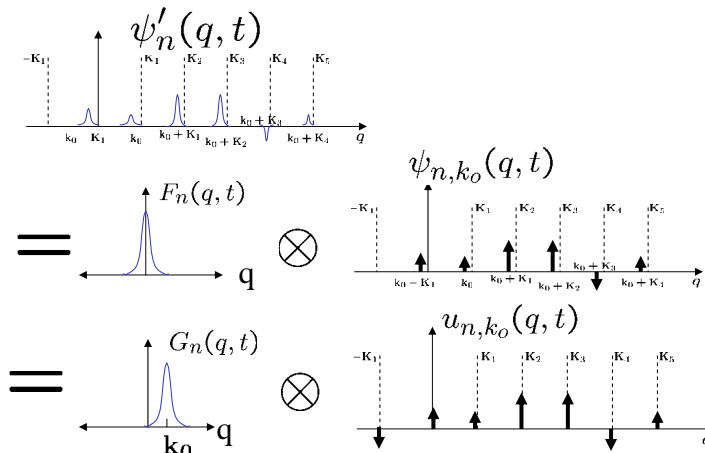 ψ′ₙ(q, t)
−K₁ K₁ K₂ K₃ K₄ K₅
k₀ + K₃
k₀ K₁ k₀ k₀ + K₁ k₀ + K₂ k₀ + K₄ q
= Fₙ(q, t) q ⊗ ψₙ,ₖₒ(q, t)
−K₁ K₁ K₂ K₃ K₄ K₅
k₀ + K₃
k₀ − K₁ k₀ k₀ + K₁ k₀ + K₂ k₀ + K₄ q
= Gₙ(q, t) q ⊗ uₙ,ₖₒ(q, t)
−K₁ K₁ K₂ K₃ K₄ K₅
k₀